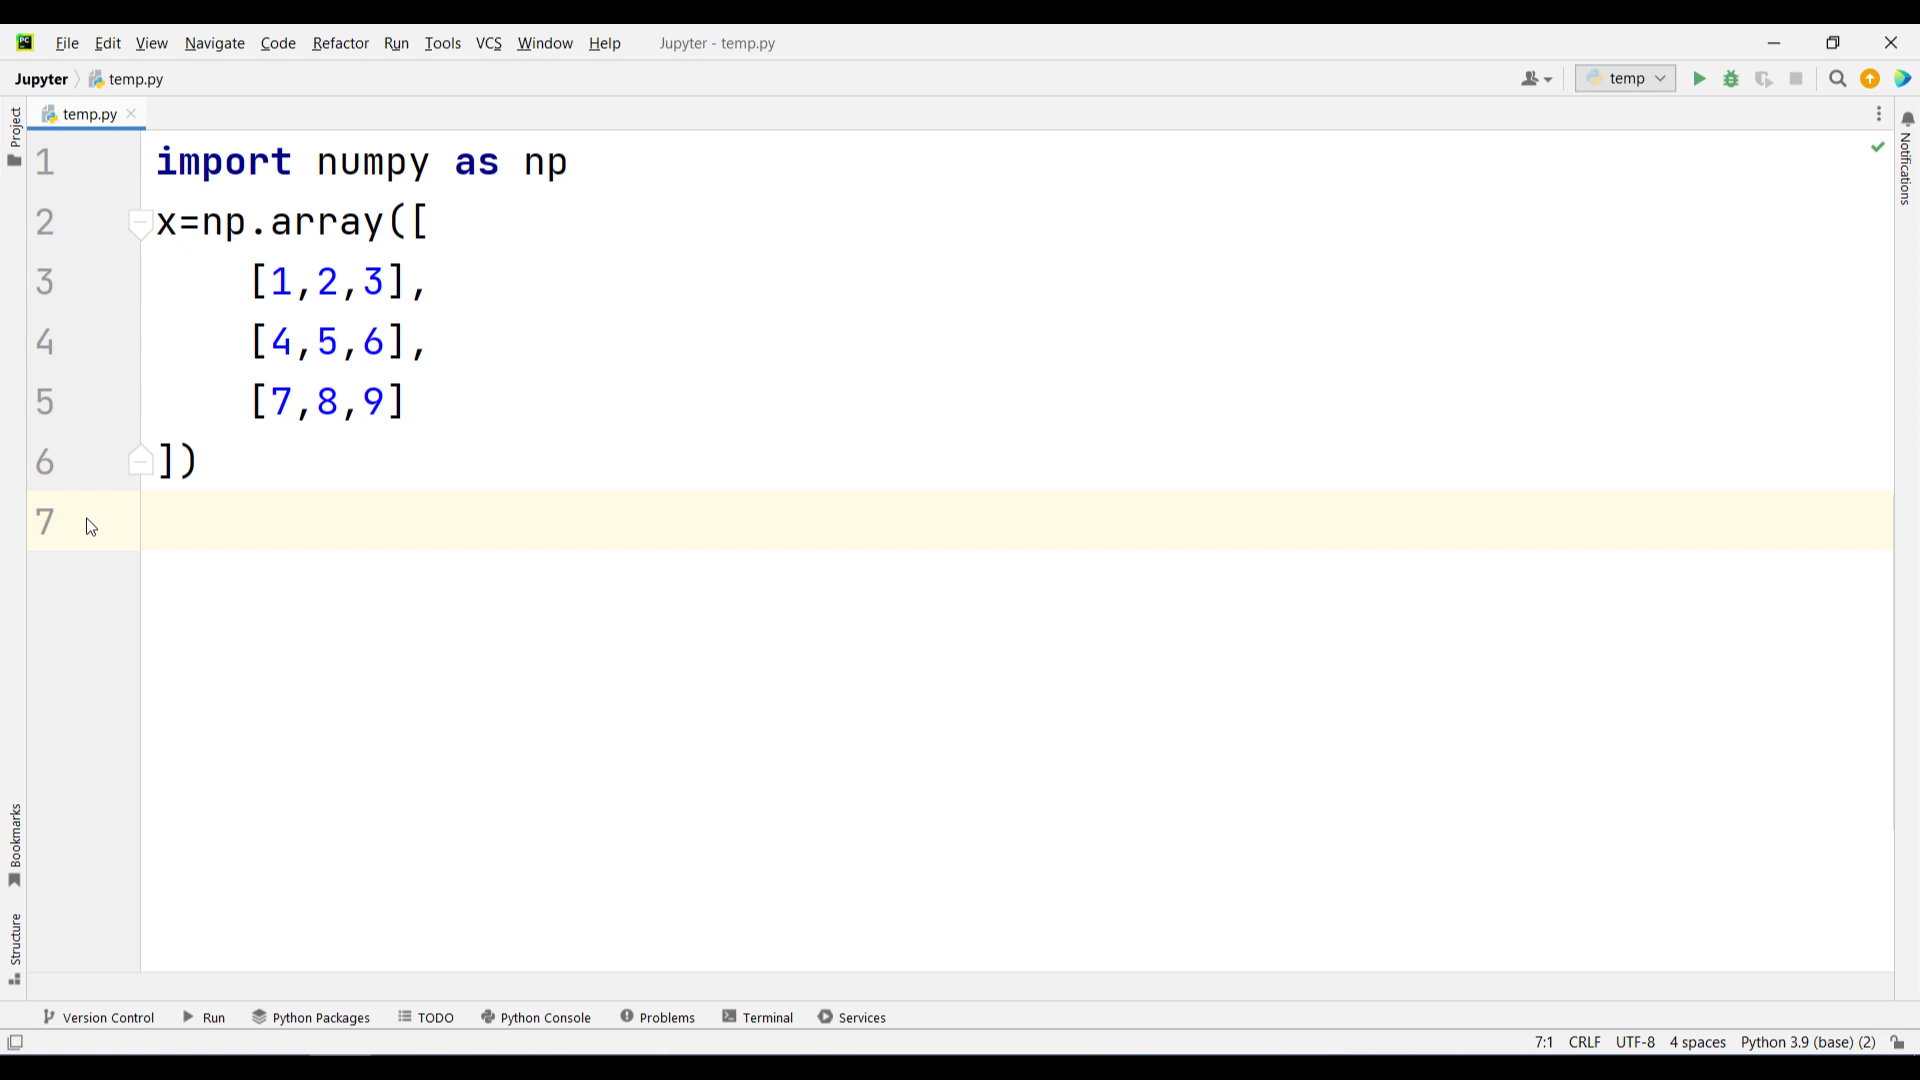 PC File Edit View Navigate Code Refactor Run Tools VCS Window Help Jupyter - temp.py
Jupyter temp.py temp
Project
temp.py
Notifications
1 import numpy as np
2 x=np.array([
3 [1,2,3],
4 [4,5,6],
5 [7,8,9]
6 ])
7
Bookmarks
Structure
Version Control Run Python Packages TODO Python Console Problems Terminal Services
7:1 CRLF UTF-8 4 spaces Python 3.9 (base) (2)